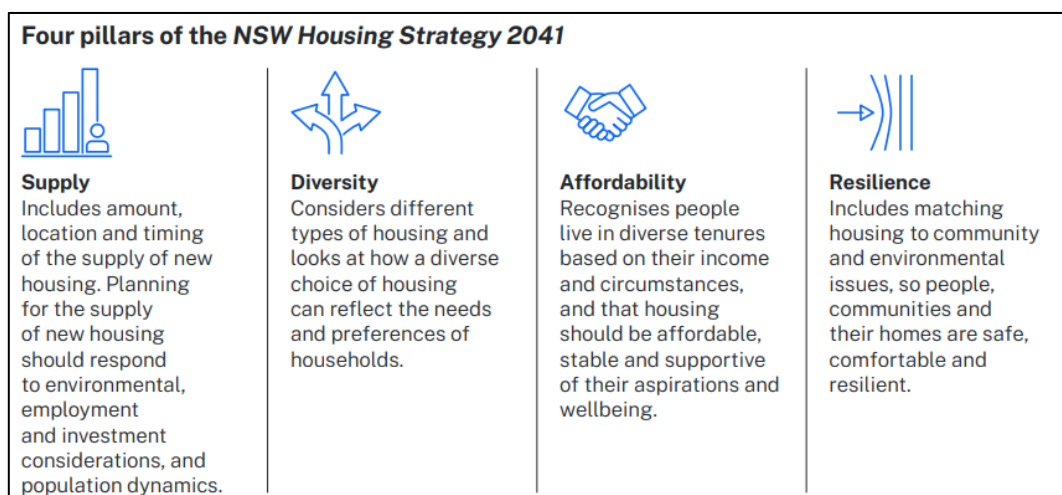 Four pillars of the NSW Housing Strategy 2041
Supply
Includes amount,
location and timing
of the supply of new
housing. Planning
for the supply
of new housing
should respond
to environmental,
employment
and investment
considerations, and
population dynamics.
Diversity
Considers different
types of housing and
looks at how a diverse
choice of housing
can reflect the needs
and preferences of
households.
Affordability
Recognises people
live in diverse tenures
based on their income
and circumstances,
and that housing
should be affordable,
stable and supportive
of their aspirations and
wellbeing.
Resilience
Includes matching
housing to community
and environmental
issues, so people,
communities and
their homes are safe,
comfortable and
resilient.